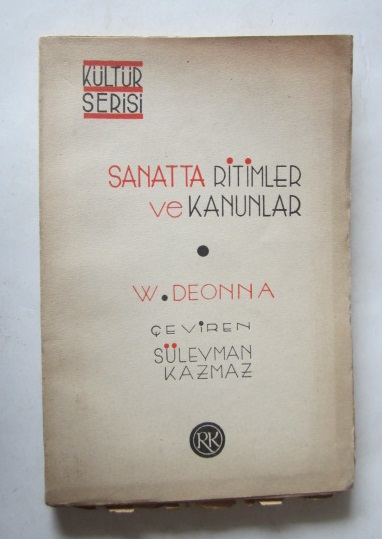 KÜLTÜR
SERİSİ
SANATTA RİTİMLER
ve KANUNLAR
W. DEONNA
ÇEVİREN
SÜLEYMAN
KAZMAZ
RK